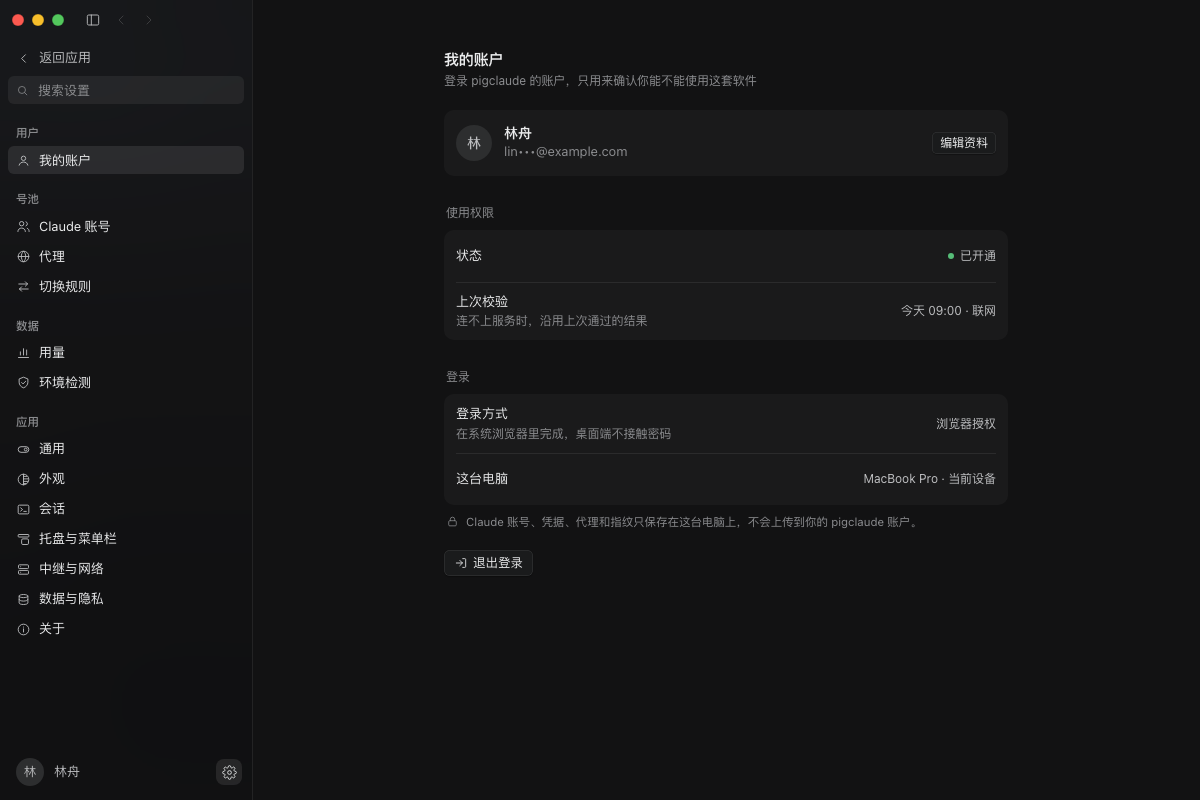 返回应用
搜索设置
用户
我的账户
号池
Claude 账号
代理
切换规则
数据
用量
环境检测
应用
通用
外观
会话
托盘与菜单栏
中继与网络
数据与隐私
关于
林 林舟
我的账户
登录 pigclaude 的账户，只用来确认你能不能使用这套软件
林
林舟
lin•••@example.com
编辑资料
使用权限
状态
已开通
上次校验
连不上服务时，沿用上次通过的结果
今天 09:00 · 联网
登录
登录方式
在系统浏览器里完成，桌面端不接触密码
浏览器授权
这台电脑
MacBook Pro · 当前设备
Claude 账号、凭据、代理和指纹只保存在这台电脑上，不会上传到你的 pigclaude 账户。
退出登录